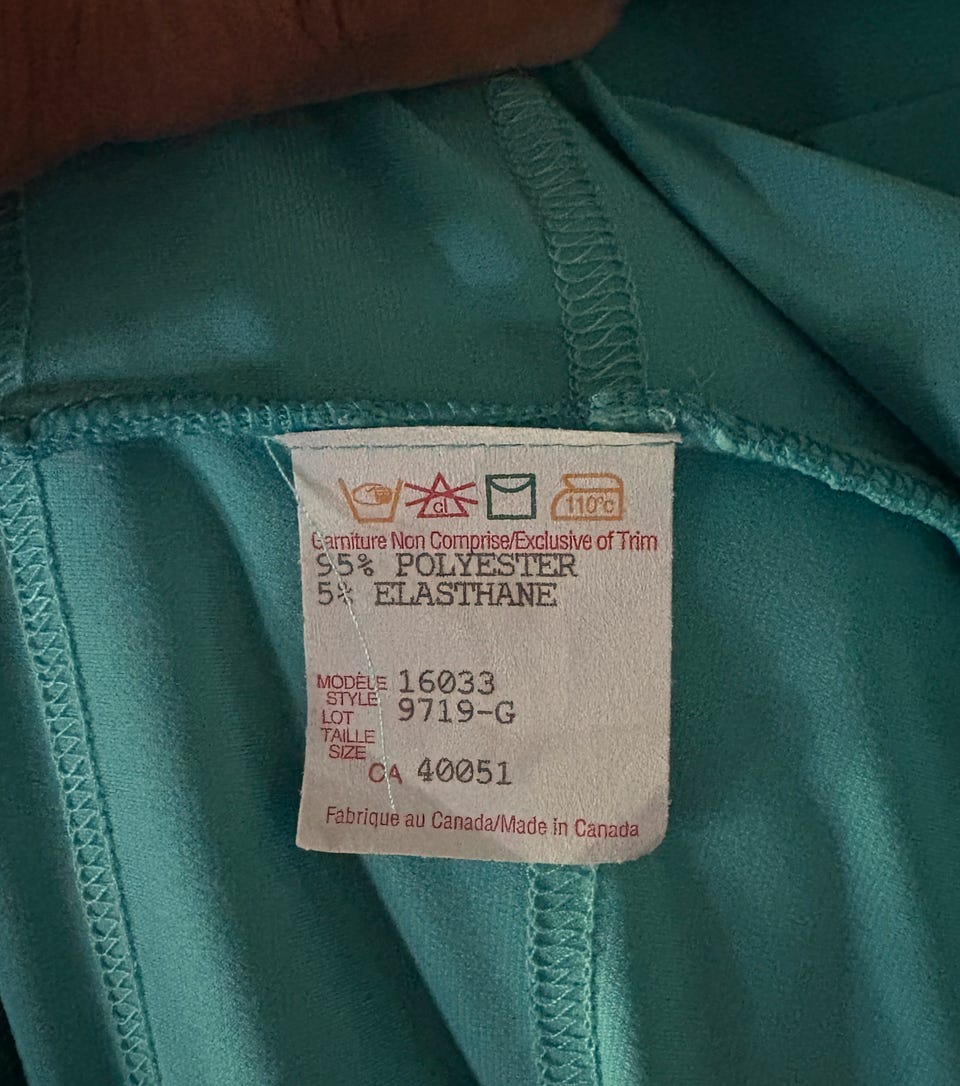 cl 110°c
Garniture Non Comprise/Exclusive of Trim
95% POLYESTER
5% ELASTHANE
MODÈLE 16033
STYLE
LOT 9719-G
TAILLE
SIZE
CA 40051
Fabriqué au Canada/Made in Canada